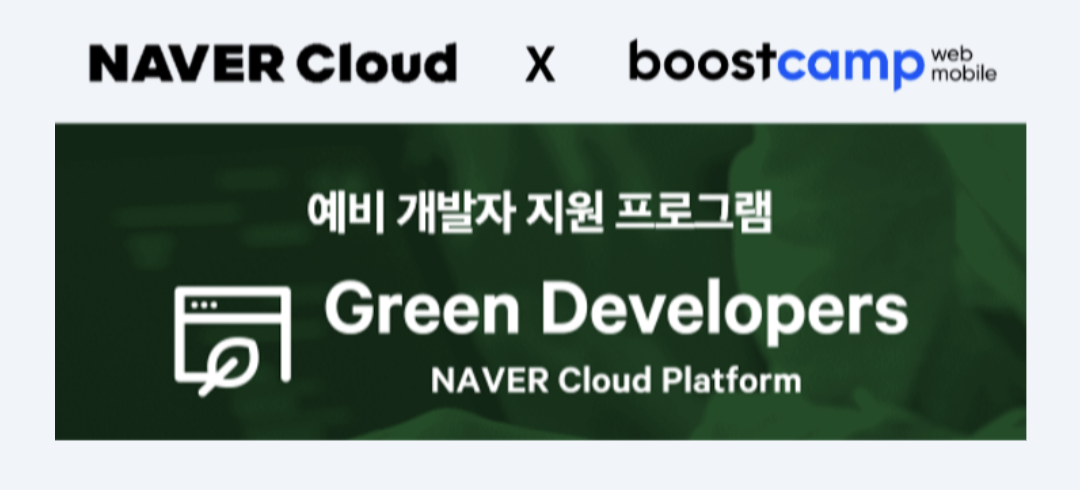 NAVER Cloud X boostcamp web mobile
예비 개발자 지원 프로그램
Green Developers
NAVER Cloud Platform